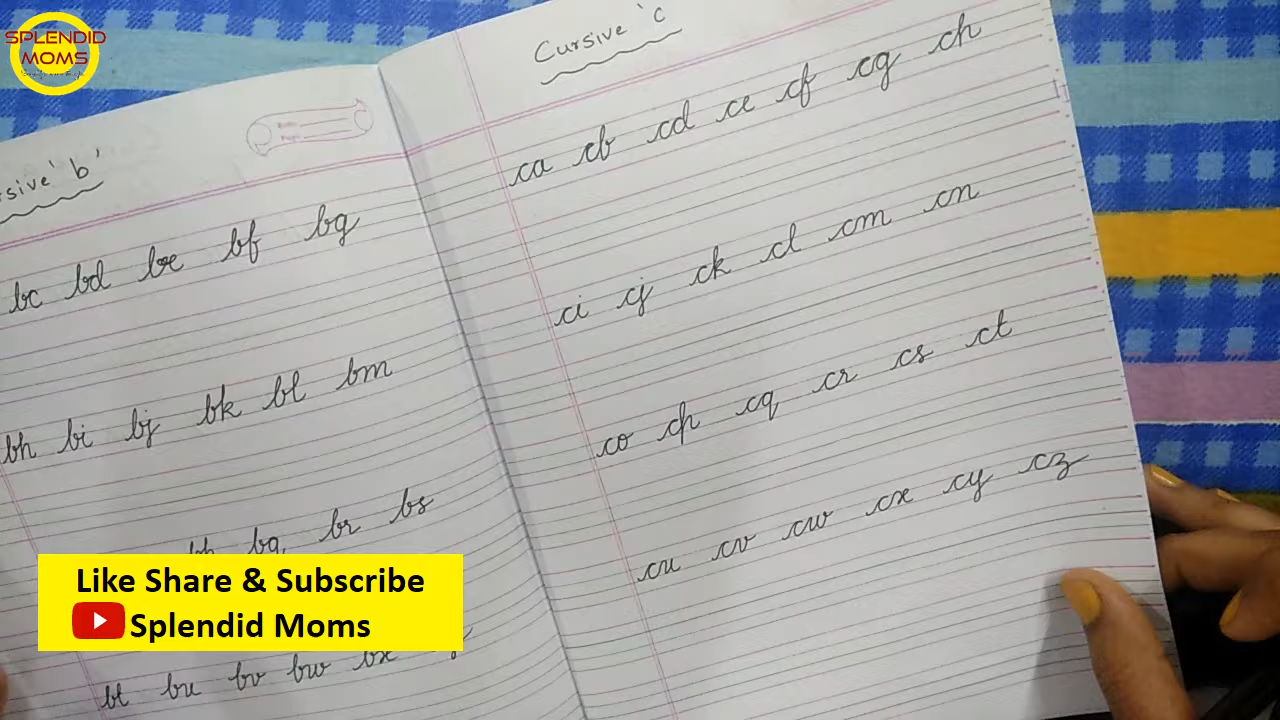 SPLENDID
MOMS
rsive 'b'
bc bd be bf bg
bh bi bj bk bl bm
bq br bs
bt bu bv bw bx
Cursive 'c
ca cb cd ce cf cg ch
ci cj ck cl cm cn
co cp cq cr cs ct
cu cv cw cx cy cz
Like Share & Subscribe
Splendid Moms